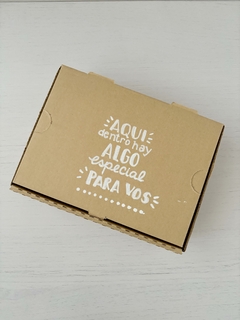 AQUÍ
dentro hay
ALGO
especial
PARA VOS